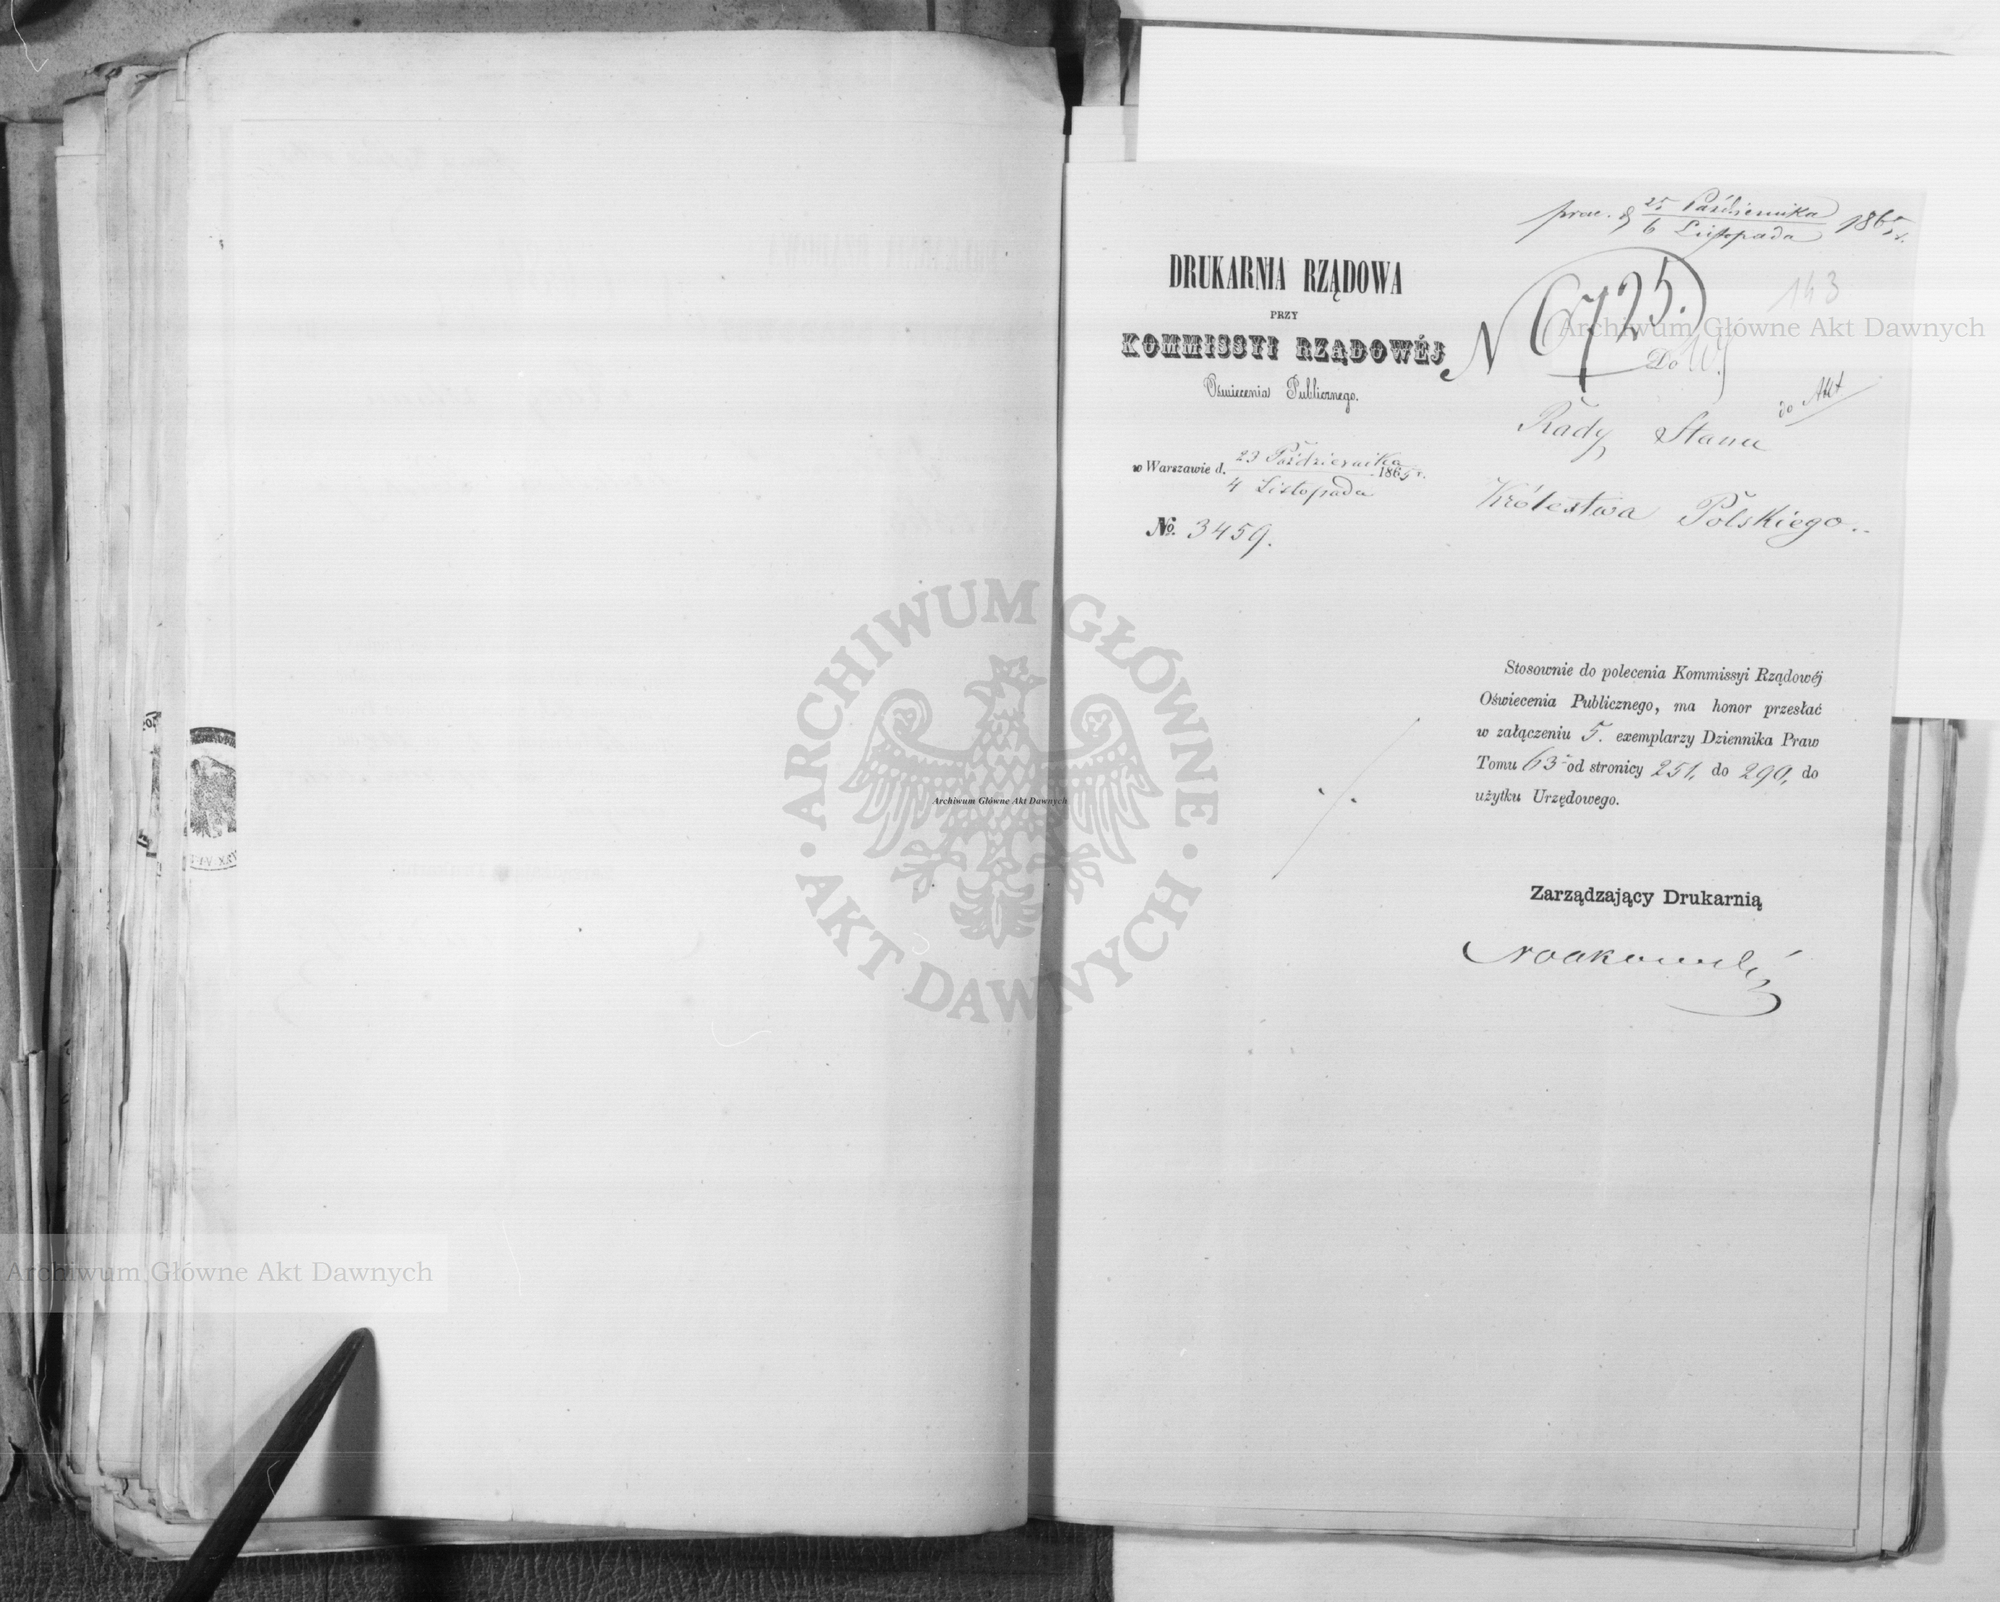 prae. d 25 Października 1865 r.
6 Listopada
DRUKARNIA RZĄDOWA
PRZY
KOMMISSYI RZĄDOWÉJ
Oświecenia Publicznego.
N 6725.
143
Do
do Akt
Rady Stanu
Królestwa Polskiego.
w Warszawie d. 23 Października 1865 r.
4 Listopada
No. 3459.
Stosownie do polecenia Kommissyi Rządowéj
Oświecenia Publicznego, ma honor przesłać
w załączeniu 5. exemplarzy Dziennika Praw
Tomu 63 od stronicy 251. do 290, do
użytku Urzędowego.
Zarządzający Drukarnią
Noakowski
Archiwum Główne Akt Dawnych
ARCHIWUM GŁÓWNE
AKT DAWNYCH
Archiwum Główne Akt Dawnych
Archiwum Główne Akt Dawnych